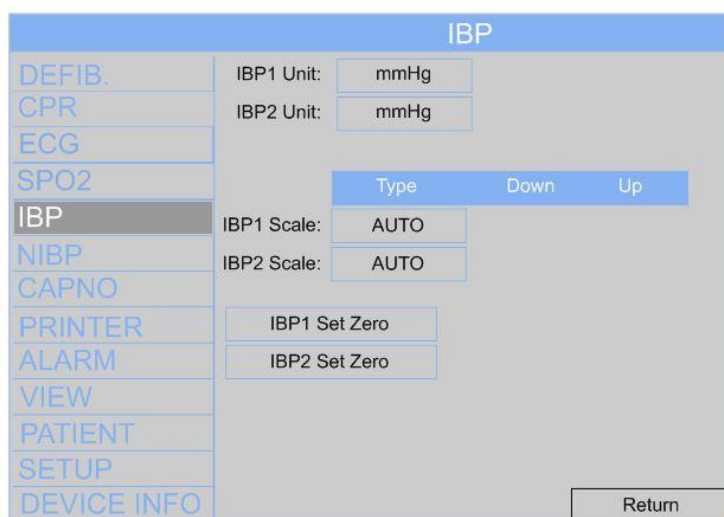 IBP
DEFIB.
CPR
ECG
SPO2
IBP
NIBP
CAPNO
PRINTER
ALARM
VIEW
PATIENT
SETUP
DEVICE INFO
IBP1 Unit: mmHg
IBP2 Unit: mmHg
Type Down Up
IBP1 Scale: AUTO
IBP2 Scale: AUTO
IBP1 Set Zero
IBP2 Set Zero
Return